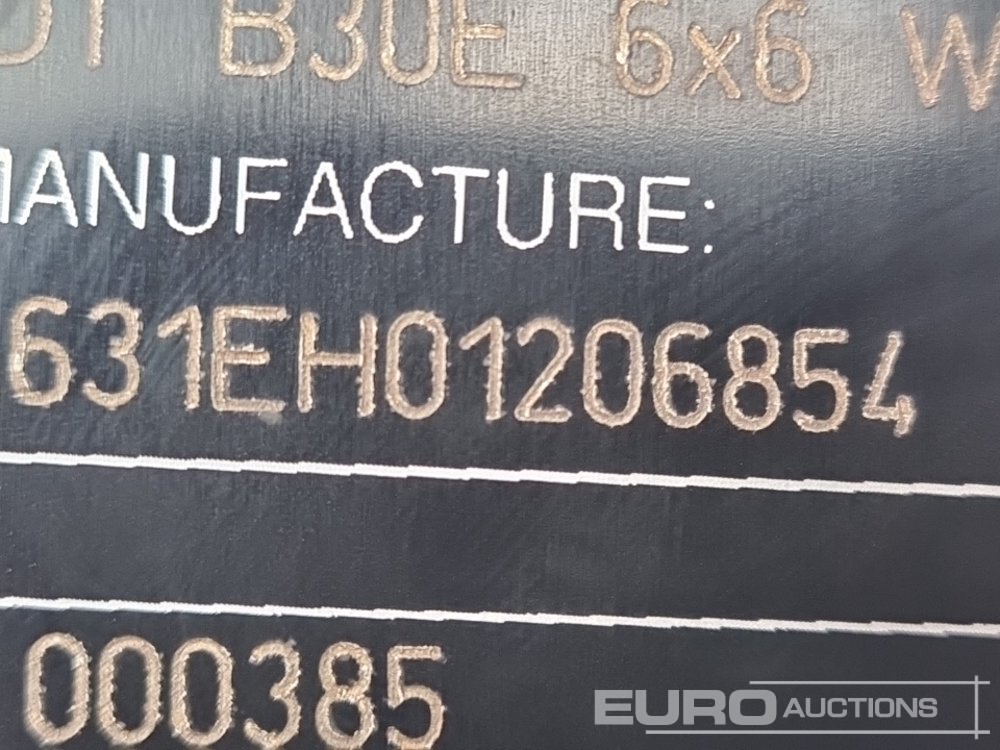 B30E 6x6
MANUFACTURE:
631EH01206854
000385
EURO AUCTIONS